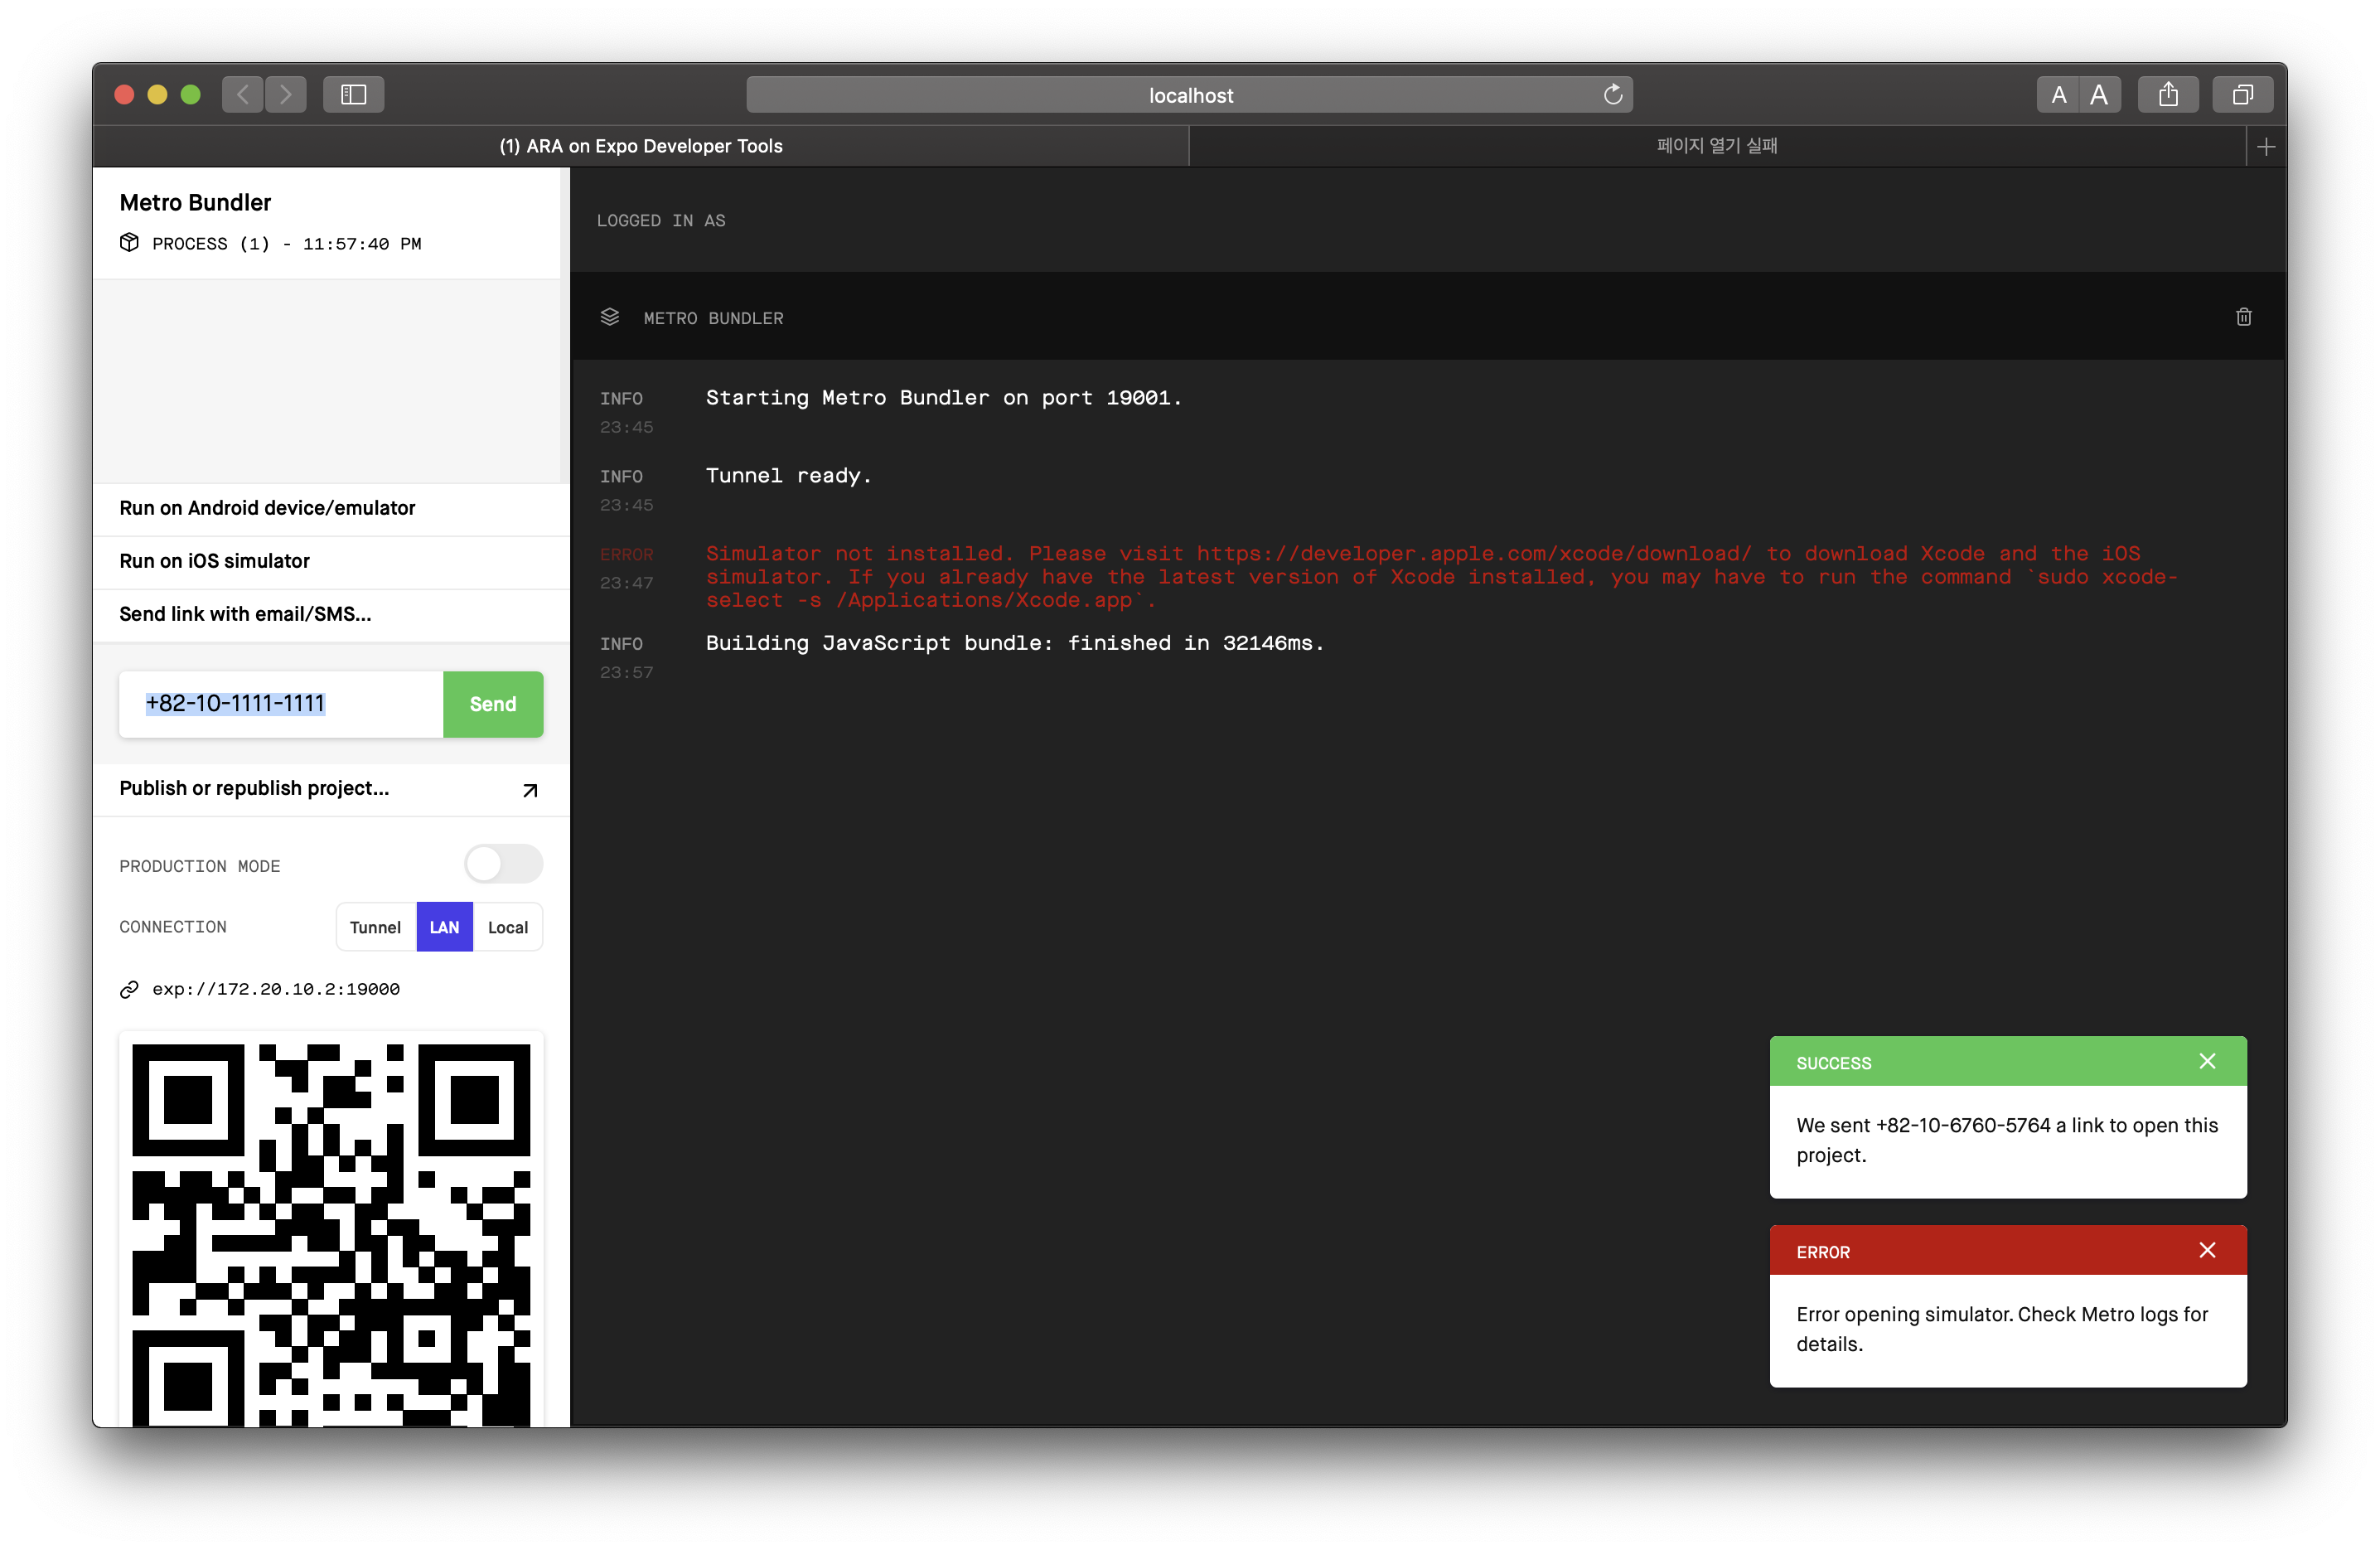 localhost
A A
(1) ARA on Expo Developer Tools
페이지 열기 실패
Metro Bundler
PROCESS (1) - 11:57:40 PM
Run on Android device/emulator
Run on iOS simulator
Send link with email/SMS...
+82-10-1111-1111
Send
Publish or republish project...
PRODUCTION MODE
CONNECTION
Tunnel
LAN
Local
exp://172.20.10.2:19000
LOGGED IN AS
METRO BUNDLER
INFO
23:45
Starting Metro Bundler on port 19001.
INFO
23:45
Tunnel ready.
ERROR
23:47
Simulator not installed. Please visit https://developer.apple.com/xcode/download/ to download Xcode and the iOS
simulator. If you already have the latest version of Xcode installed, you may have to run the command `sudo xcode-
select -s /Applications/Xcode.app`.
INFO
23:57
Building JavaScript bundle: finished in 32146ms.
SUCCESS
We sent +82-10-6760-5764 a link to open this
project.
ERROR
Error opening simulator. Check Metro logs for
details.